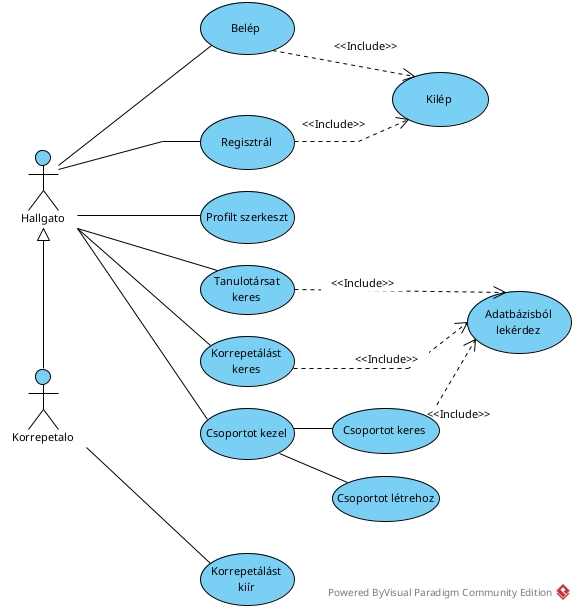 Belép
<<Include>>
Kilép
<<Include>>
Regisztrál
Hallgato
Profilt szerkeszt
Tanulotársat
keres
<<Include>>
Adatbázisból
lekérdez
Korrepetálást
keres
<<Include>>
Korrepetalo
Csoportot kezel
Csoportot keres
<<Include>>
Csoportot létrehoz
Korrepetálást
kiír
Powered ByVisual Paradigm Community Edition